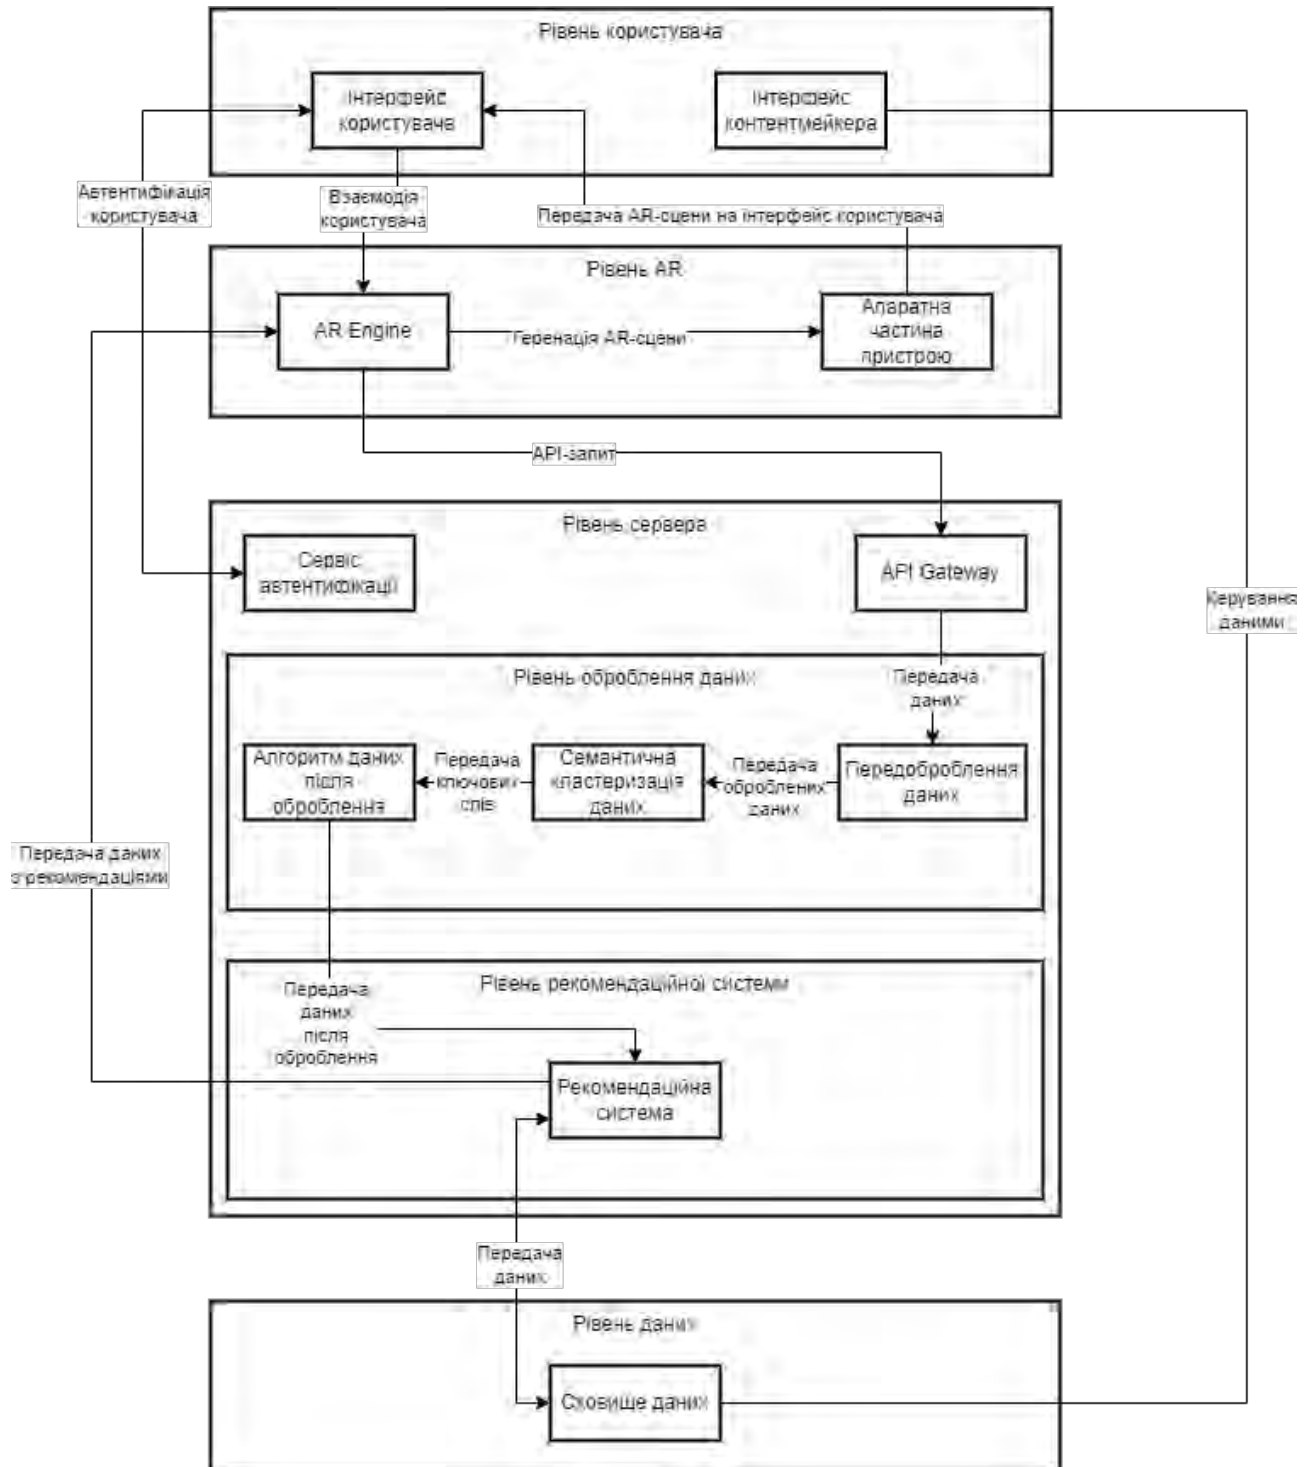 Рівень користувача
Інтерфейс
користувача
Інтерфейс
контентмейкера
Автентифікація
користувача
Взаємодія
користувача
Передача AR-сцени на інтерфейс користувача
Рівень AR
AR Engine
Геренація AR-сцени
Апаратна
частина
пристрою
API-запит
Рівень сервера
Сервіс
автентифікації
API Gateway
Керування
даними
Рівень оброблення даних
Передача
даних
Алгоритм даних
після
оброблення
Передача
ключових
слів
Семантична
кластеризація
даних
Передача
оброблених
даних
Передоброблення
даних
Передача даних
з рекомендаціями
Рівень рекомендаційної системи
Передача
даних
після
оброблення
Рекомендаційна
система
Передача
даних
Рівень даних
Сховище даних